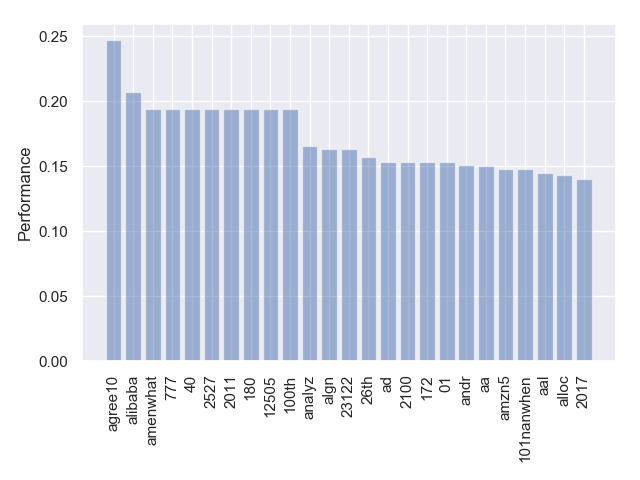 0.25
0.20
0.15
0.10
0.05
0.00
Performance
agree10
alibaba
amenwhat
777
40
2527
2011
180
12505
100th
analyz
algn
23122
26th
ad
2100
172
01
andr
aa
amzn5
101nanwhen
aal
alloc
2017